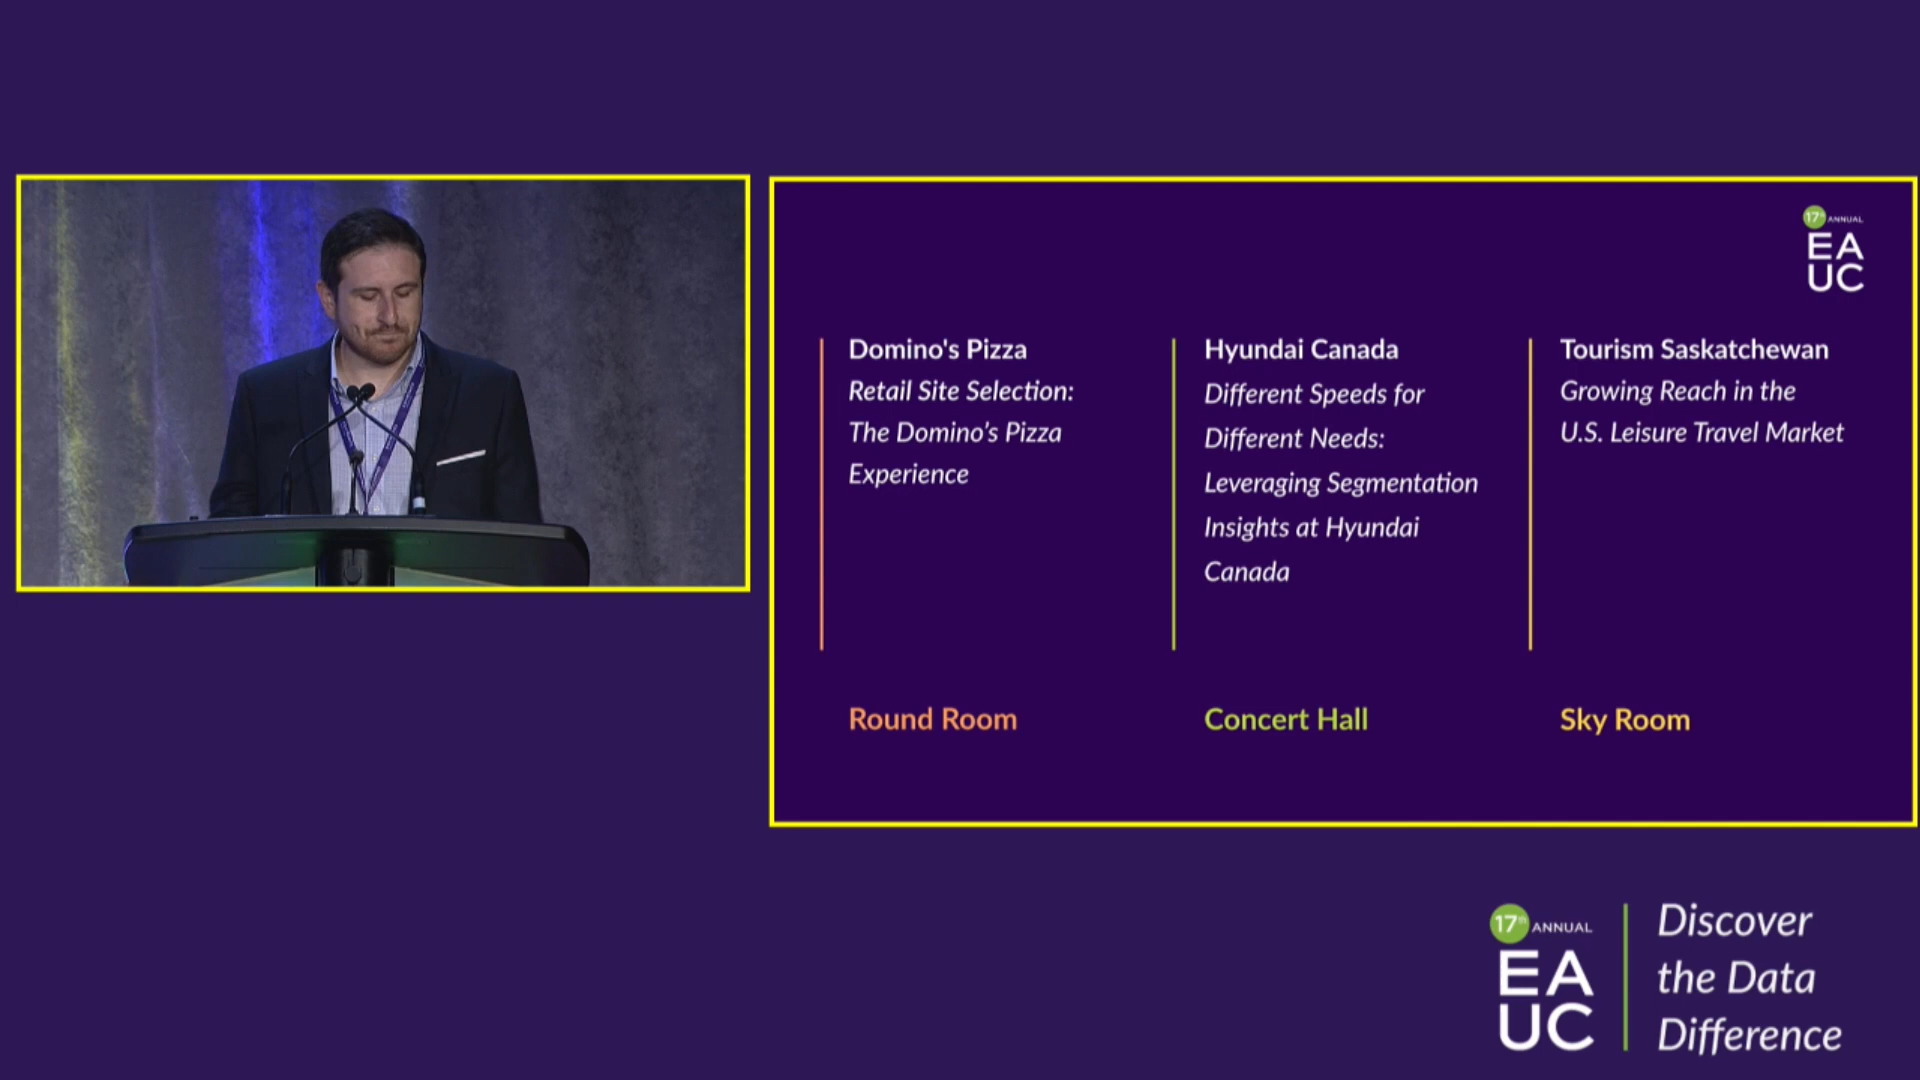 17th ANNUAL
EA
UC
Domino's Pizza
Retail Site Selection:
The Domino's Pizza
Experience
Round Room
Hyundai Canada
Different Speeds for
Different Needs:
Leveraging Segmentation
Insights at Hyundai
Canada
Concert Hall
Tourism Saskatchewan
Growing Reach in the
U.S. Leisure Travel Market
Sky Room
17th ANNUAL
EA
UC
Discover
the Data
Difference